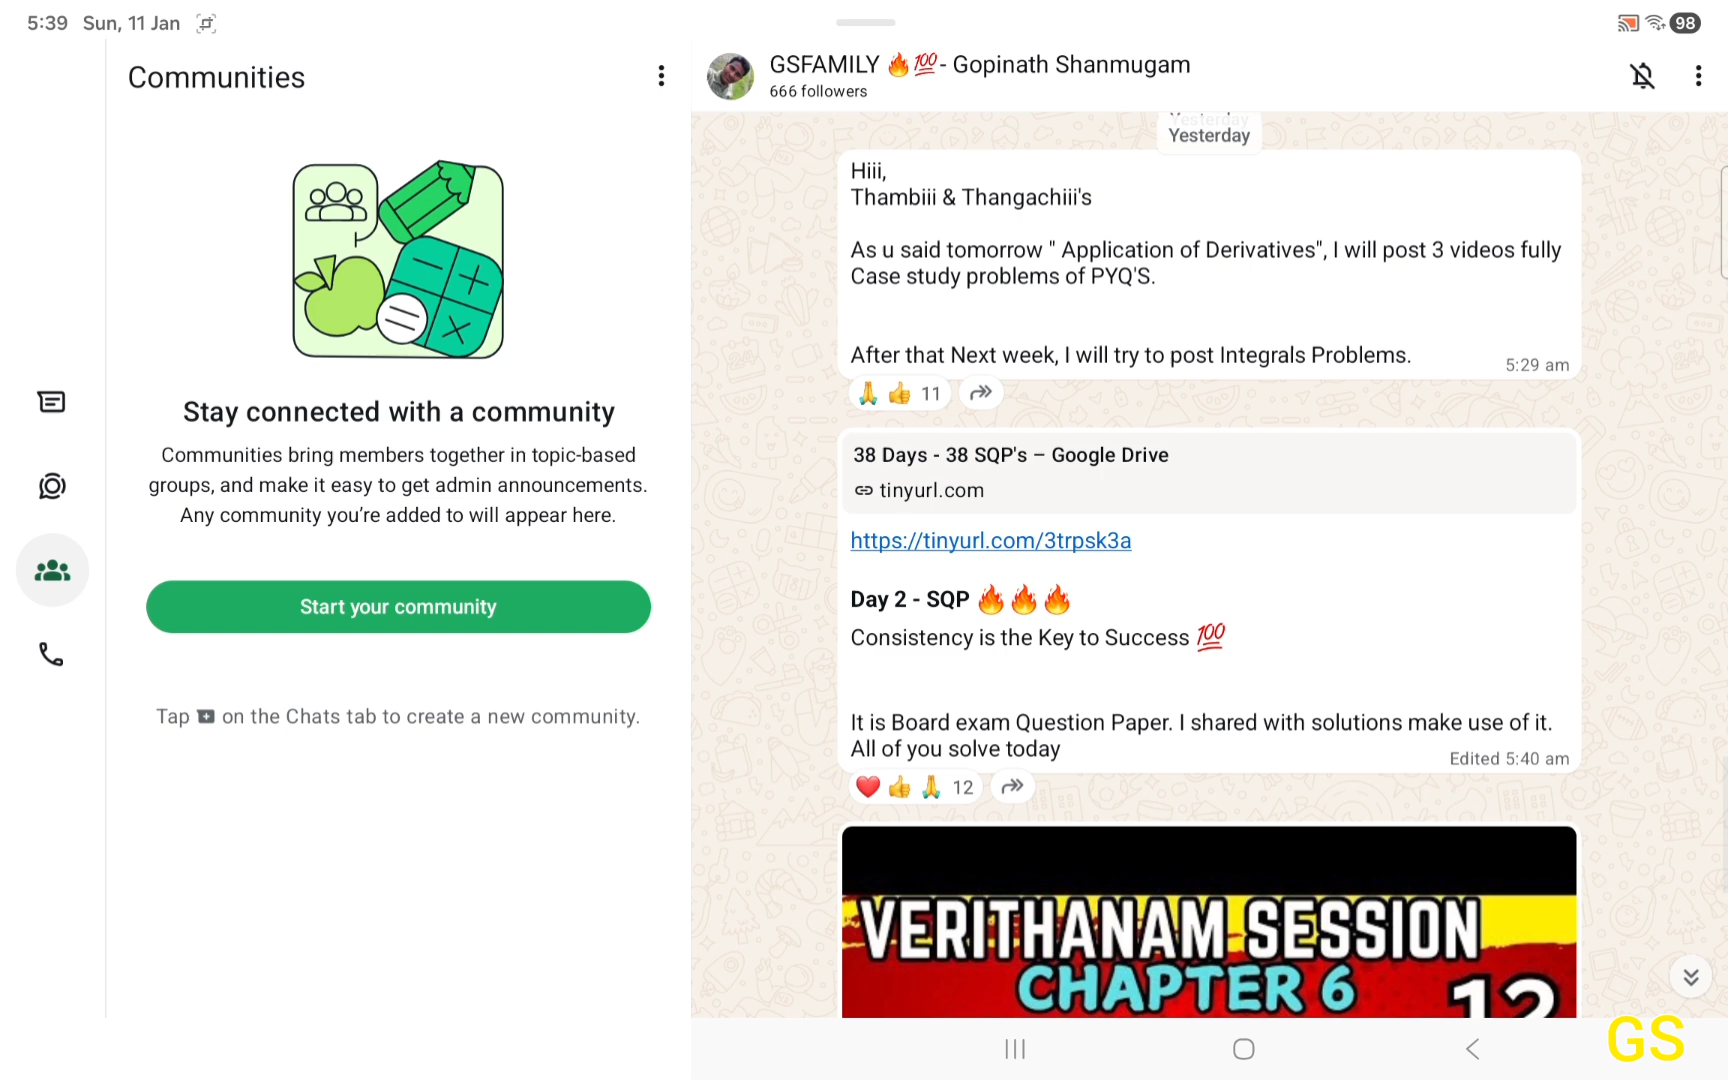 5:39 Sun, 11 Jan
98
Communities
Stay connected with a community
Communities bring members together in topic-based
groups, and make it easy to get admin announcements.
Any community you’re added to will appear here.
Start your community
Tap on the Chats tab to create a new community.
GSFAMILY 🔥💯- Gopinath Shanmugam
666 followers
Yesterday
Yesterday
Hiii,
Thambiii & Thangachiii's
As u said tomorrow " Application of Derivatives", I will post 3 videos fully
Case study problems of PYQ'S.
After that Next week, I will try to post Integrals Problems.
5:29 am
🙏 👍 11
38 Days - 38 SQP's – Google Drive
tinyurl.com
https://tinyurl.com/3trpsk3a
Day 2 - SQP 🔥🔥🔥
Consistency is the Key to Success 💯
It is Board exam Question Paper. I shared with solutions make use of it.
All of you solve today
Edited 5:40 am
❤️ 👍 🙏 12
VERITHANAM SESSION
CHAPTER 6
12
GS